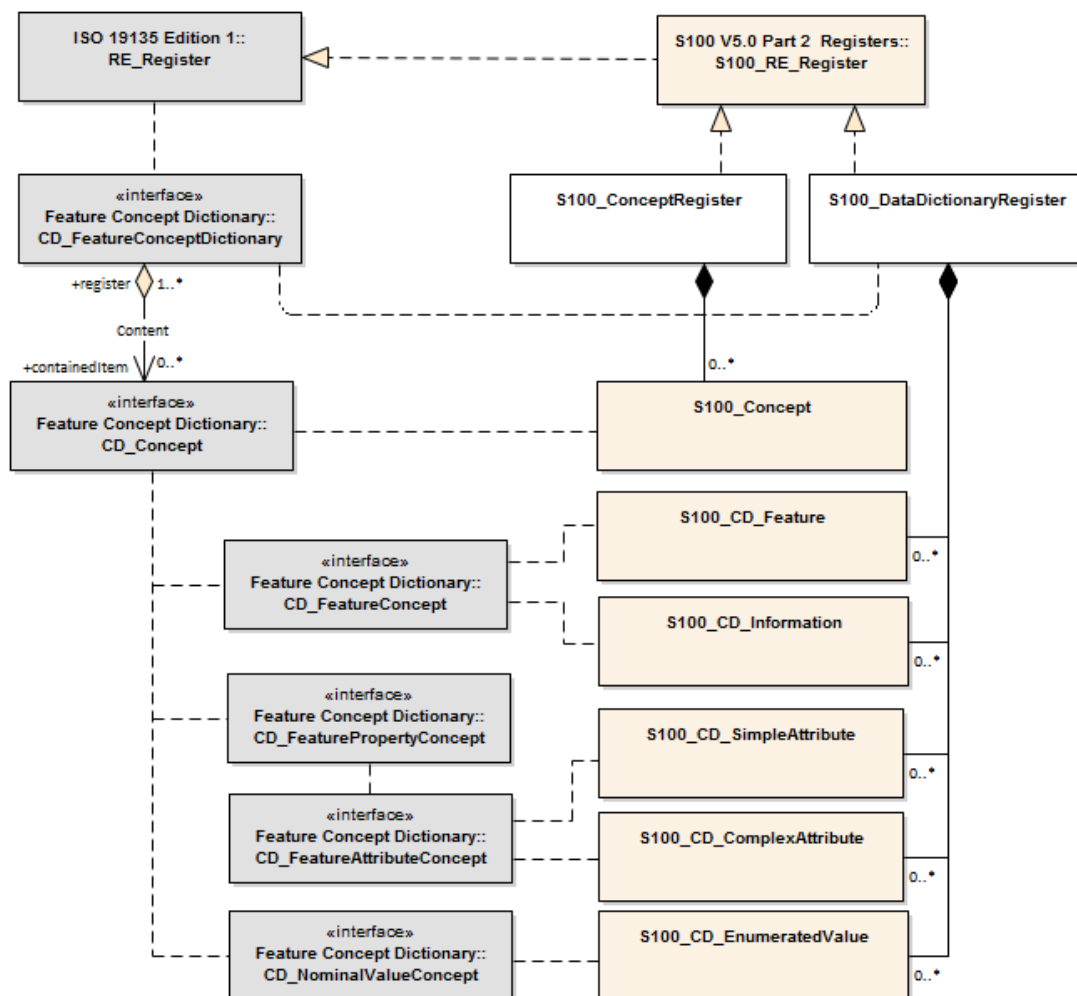 ISO 19135 Edition 1::
RE_Register
S100 V5.0 Part 2 Registers::
S100_RE_Register
«interface»
Feature Concept Dictionary::
CD_FeatureConceptDictionary
S100_ConceptRegister
S100_DataDictionaryRegister
+register
1..*
Content
+containedItem
0..*
0..*
«interface»
Feature Concept Dictionary::
CD_Concept
S100_Concept
S100_CD_Feature
0..*
«interface»
Feature Concept Dictionary::
CD_FeatureConcept
S100_CD_Information
0..*
«interface»
Feature Concept Dictionary::
CD_FeaturePropertyConcept
S100_CD_SimpleAttribute
0..*
«interface»
Feature Concept Dictionary::
CD_FeatureAttributeConcept
S100_CD_ComplexAttribute
0..*
«interface»
Feature Concept Dictionary::
CD_NominalValueConcept
S100_CD_EnumeratedValue
0..*